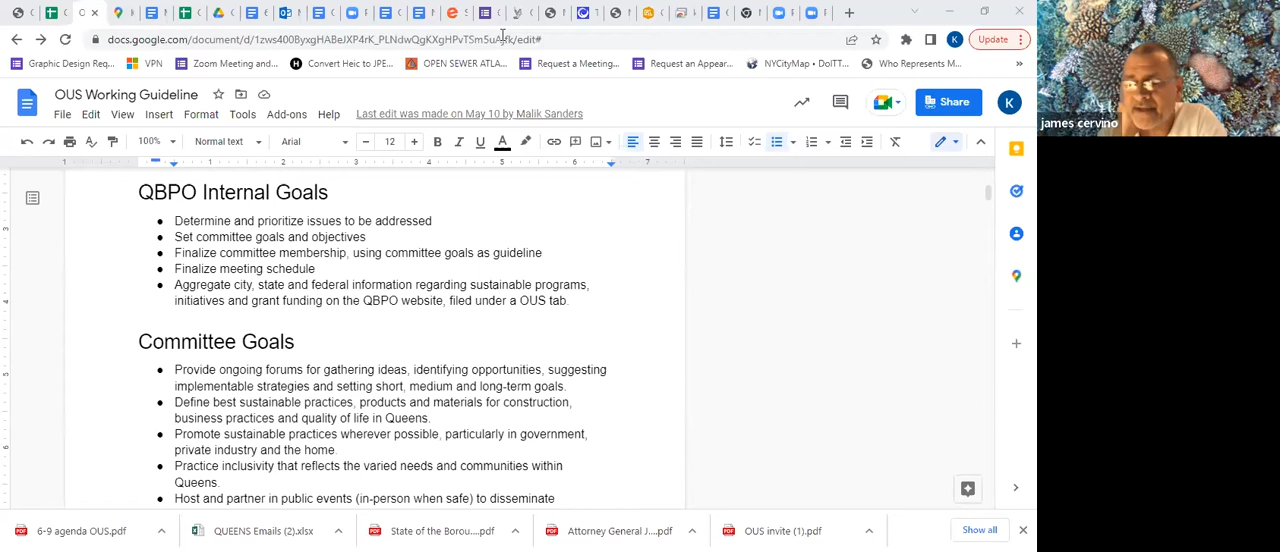 docs.google.com/document/d/1zws4008yxgHABeJXP4rK_PLNdwQgKXgHPvTSm5uAsfk/edit#
Update
Graphic Design Req...
VPN
Zoom Meeting and...
Convert Heic to JPE...
OPEN SEWER ATLA...
Request a Meeting...
Request an Appear...
NYCityMap • DoITT...
Who Represents M...
OUS Working Guideline
File Edit View Insert Format Tools Add-ons Help
Last edit was made on May 10 by Malik Sanders
Share
K
100% Normal text Arial 12
QBPO Internal Goals
● Determine and prioritize issues to be addressed
● Set committee goals and objectives
● Finalize committee membership, using committee goals as guideline
● Finalize meeting schedule
● Aggregate city, state and federal information regarding sustainable programs,
initiatives and grant funding on the QBPO website, filed under a OUS tab.
Committee Goals
● Provide ongoing forums for gathering ideas, identifying opportunities, suggesting
implementable strategies and setting short, medium and long-term goals.
● Define best sustainable practices, products and materials for construction,
business practices and quality of life in Queens.
● Promote sustainable practices wherever possible, particularly in government,
private industry and the home.
● Practice inclusivity that reflects the varied needs and communities within
Queens.
● Host and partner in public events (in-person when safe) to disseminate
6-9 agenda OUS.pdf
QUEENS Emails (2).xlsx
State of the Borou....pdf
Attorney General J....pdf
OUS invite (1).pdf
Show all
james cervino